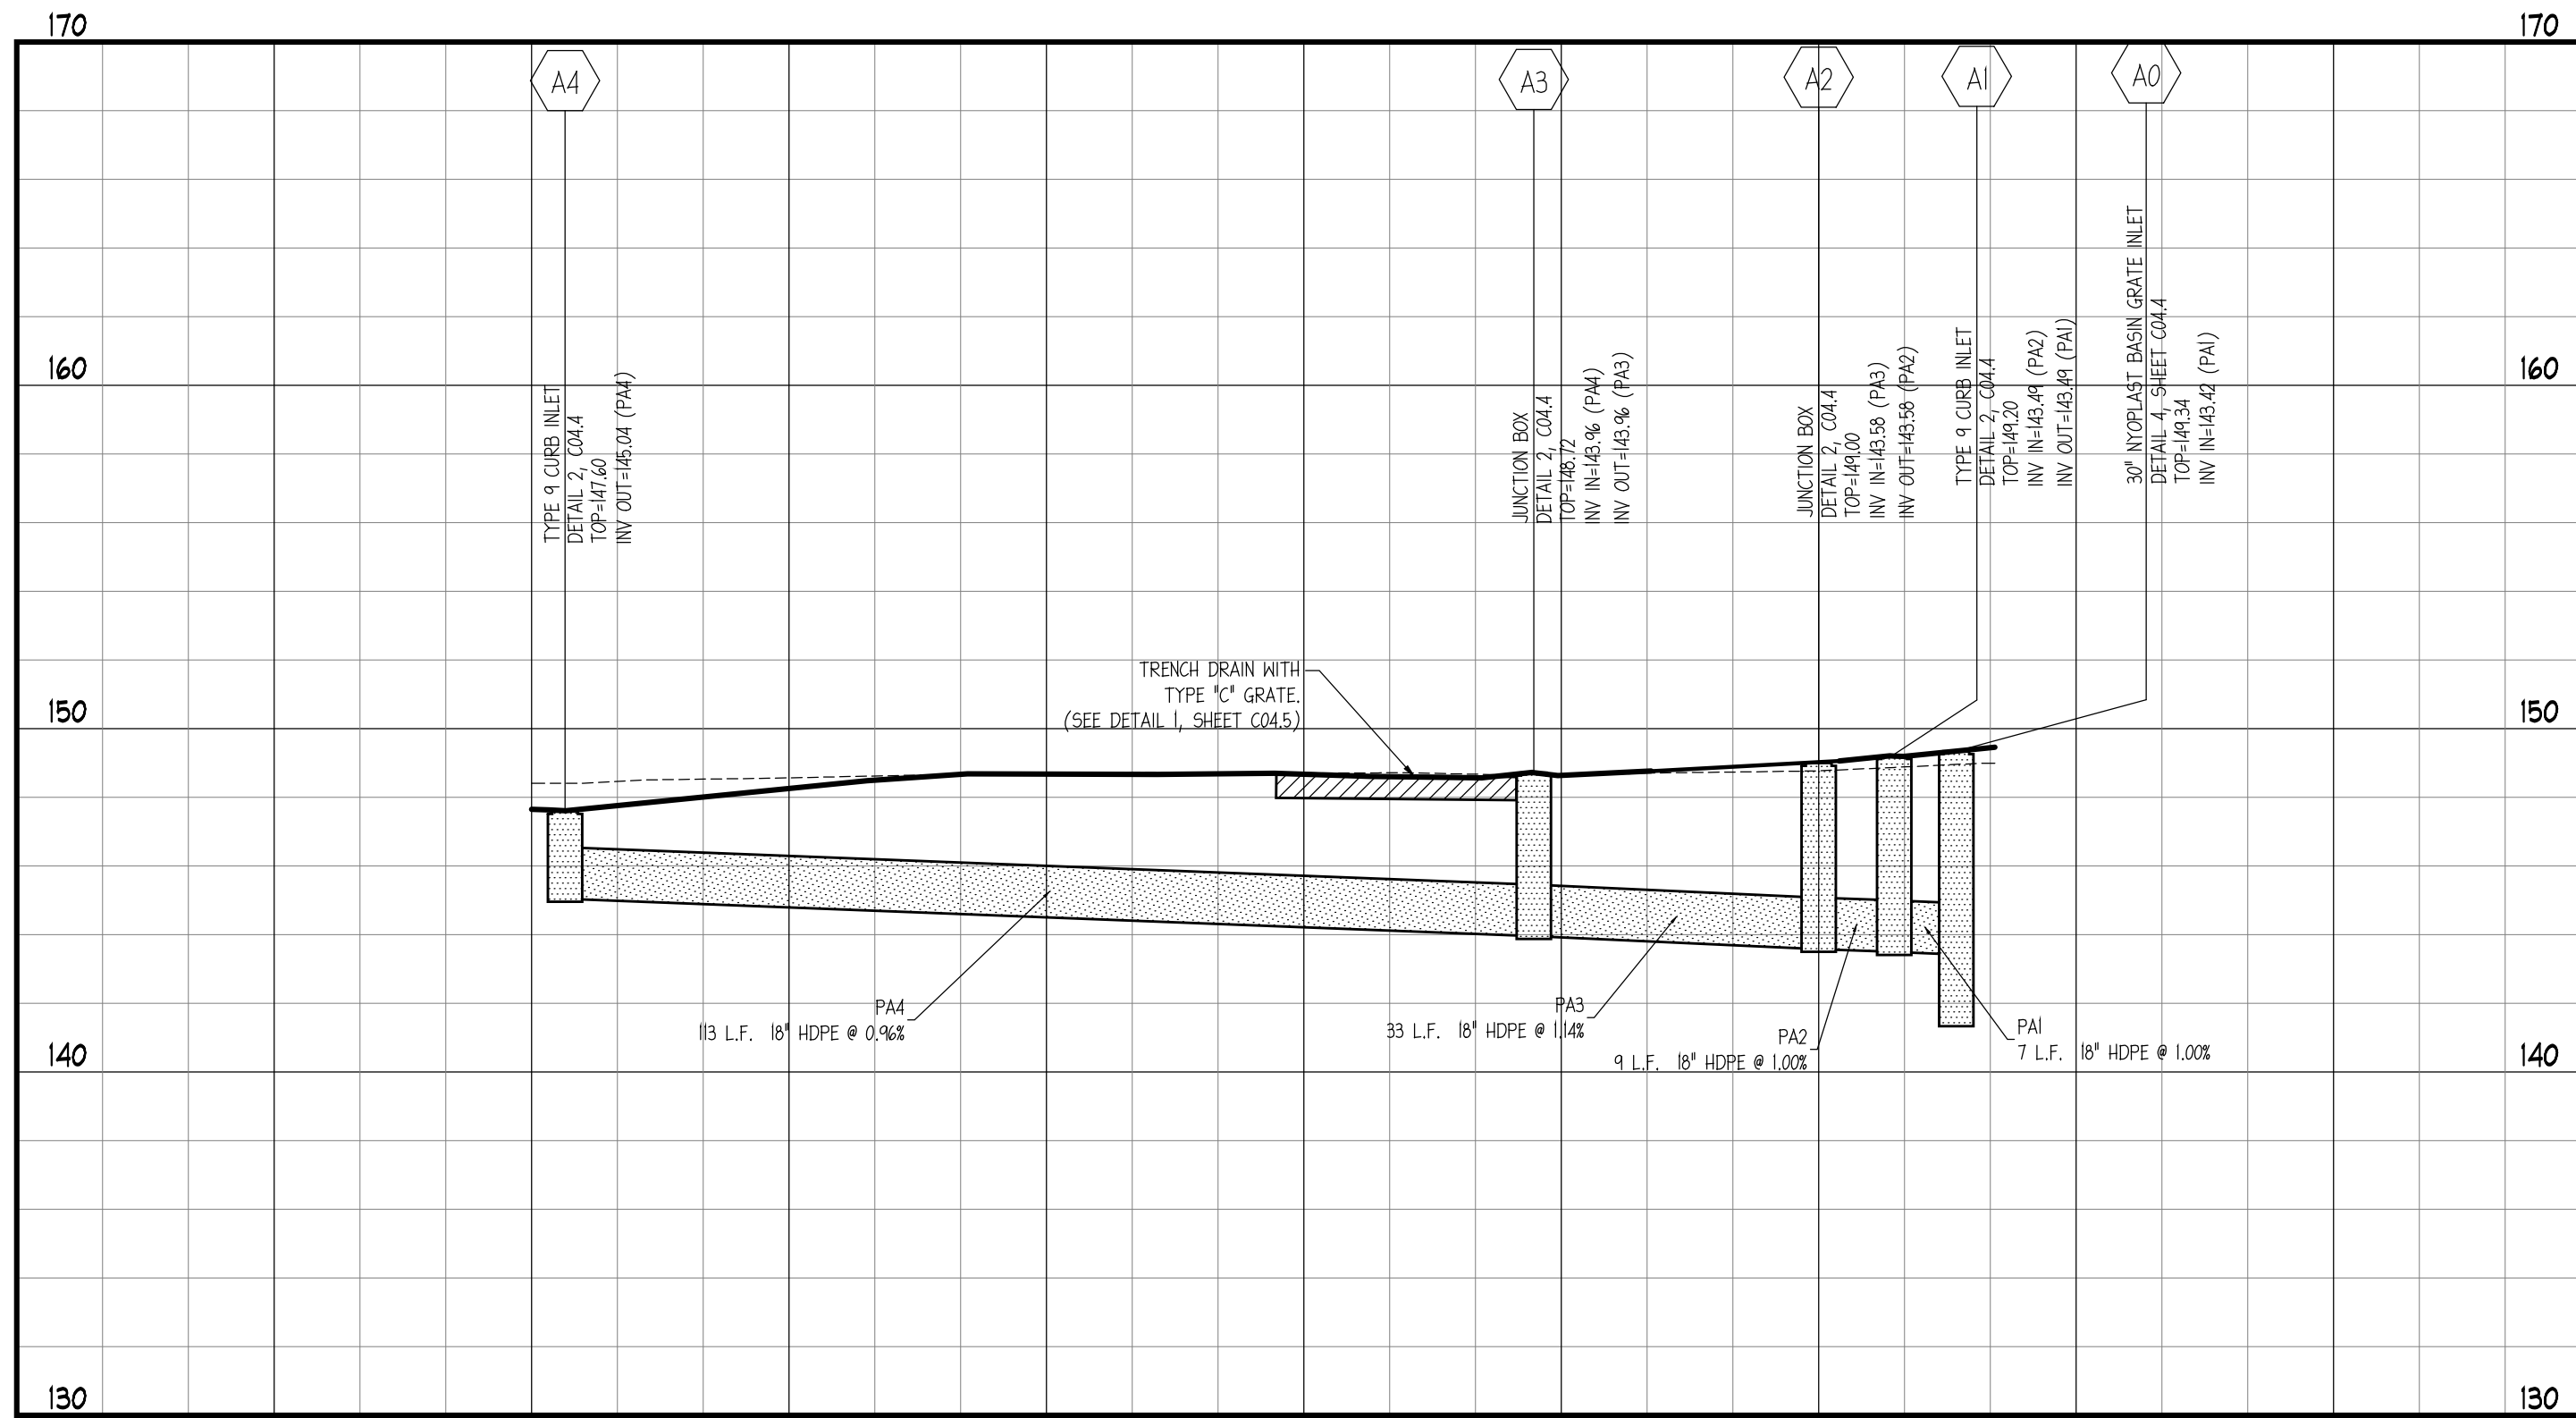 170
170
A4
A3
A2
A1
A0
160
160
TYPE 9 CURB INLET
DETAIL 2, C04.4
TOP=147.60
INV OUT=145.04 (PA4)
JUNCTION BOX
DETAIL 2, C04.4
TOP=148.72
INV IN=143.96 (PA4)
INV OUT=143.96 (PA3)
JUNCTION BOX
DETAIL 2, C04.4
TOP=149.00
INV IN=143.58 (PA3)
INV OUT=143.58 (PA2)
TYPE 9 CURB INLET
DETAIL 2, C04.4
TOP=149.20
INV IN=143.49 (PA2)
INV OUT=143.49 (PA1)
30" NYOPLAST BASIN GRATE INLET
DETAIL 4, SHEET C04.4
TOP=149.34
INV IN=143.42 (PA1)
TRENCH DRAIN WITH
TYPE "C" GRATE.
(SEE DETAIL 1, SHEET C04.5)
150
150
PA4
113 L.F. 18" HDPE @ 0.96%
PA3
33 L.F. 18" HDPE @ 1.14%
PA2
9 L.F. 18" HDPE @ 1.00%
PA1
7 L.F. 18" HDPE @ 1.00%
140
140
130
130